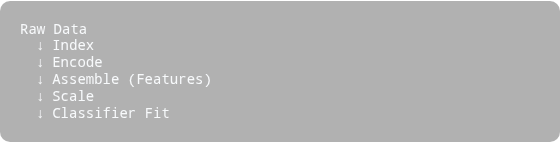 Raw Data
↓ Index
↓ Encode
↓ Assemble (Features)
↓ Scale
↓ Classifier Fit